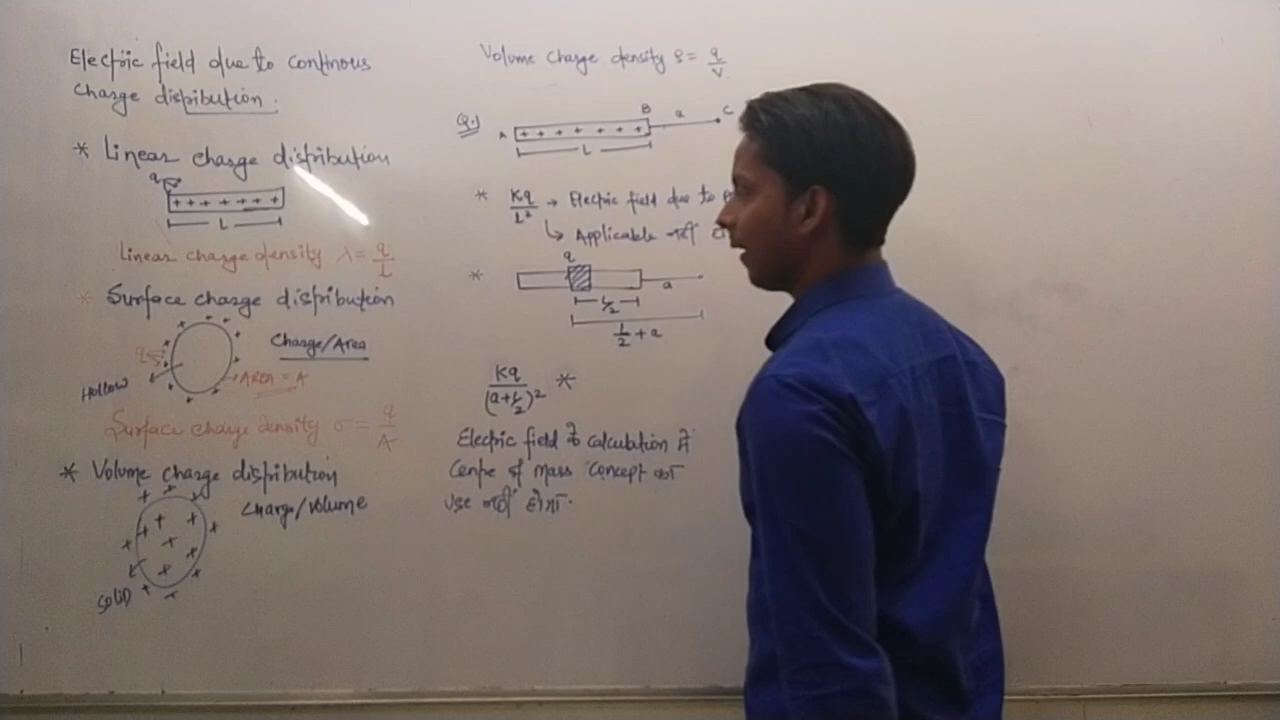 Electric field due to continous
charge distribution.
* Linear charge distribution
q
+ + + + + + +
L
Linear charge density λ = q/L
* Surface charge distribution
q
Charge/Area
Hollow
AREA = A
Surface charge density σ = q/A
* Volume charge distribution
charge/volume
solid
Volume charge density ρ = q/V
Q.1
A B a C
+ + + + + + +
L
* Kq/L² → Electric field due to
↳ Applicable नहीं
q
* a
L/2
L/2 + a
Kq/(a+L/2)² *
Electric field के calculation में
Centre of mass concept का
use नहीं होगा.